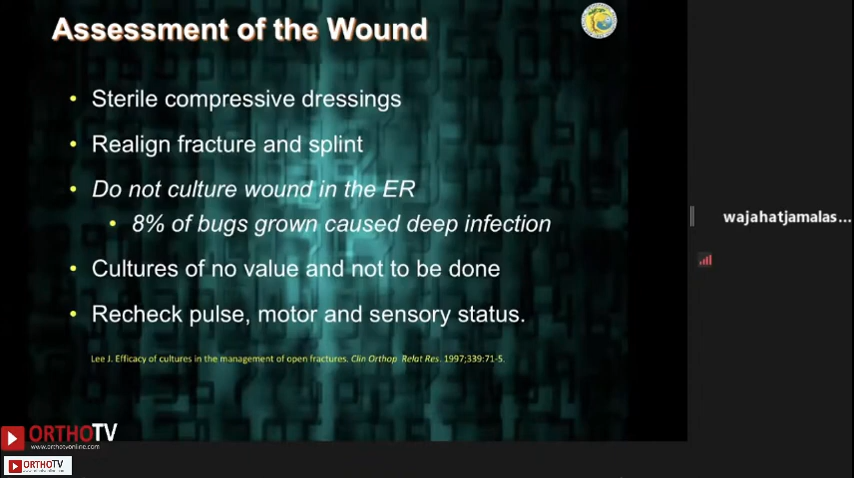 Assessment of the Wound
• Sterile compressive dressings
• Realign fracture and splint
• Do not culture wound in the ER
• 8% of bugs grown caused deep infection
• Cultures of no value and not to be done
• Recheck pulse, motor and sensory status.
Lee J. Efficacy of cultures in the management of open fractures. Clin Orthop Relat Res. 1997;339:71-5.
wajahatjamalas...
ORTHOTV
www.orthotvonline.com
ORTHOTV